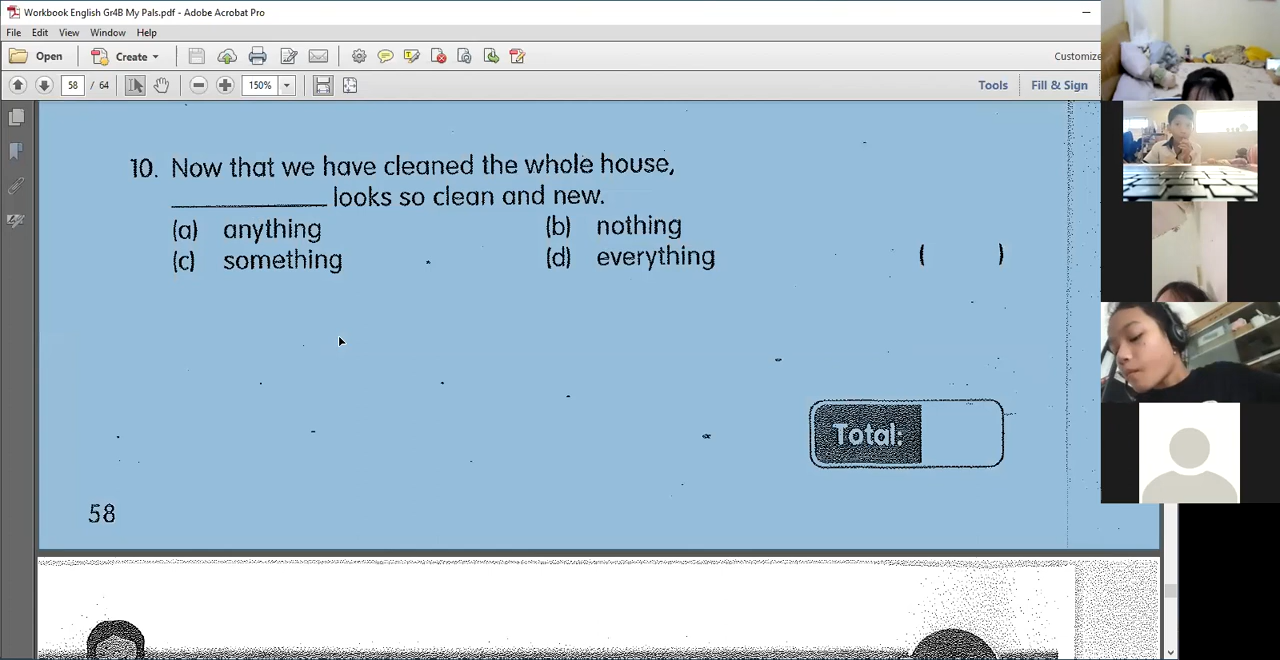 Workbook English Gr4B My Pals.pdf - Adobe Acrobat Pro
File Edit View Window Help
Open Create Customize
58 / 64 150% Tools Fill & Sign
10. Now that we have cleaned the whole house,
____________ looks so clean and new.
(a) anything (b) nothing
(c) something (d) everything ( )
Total:
58